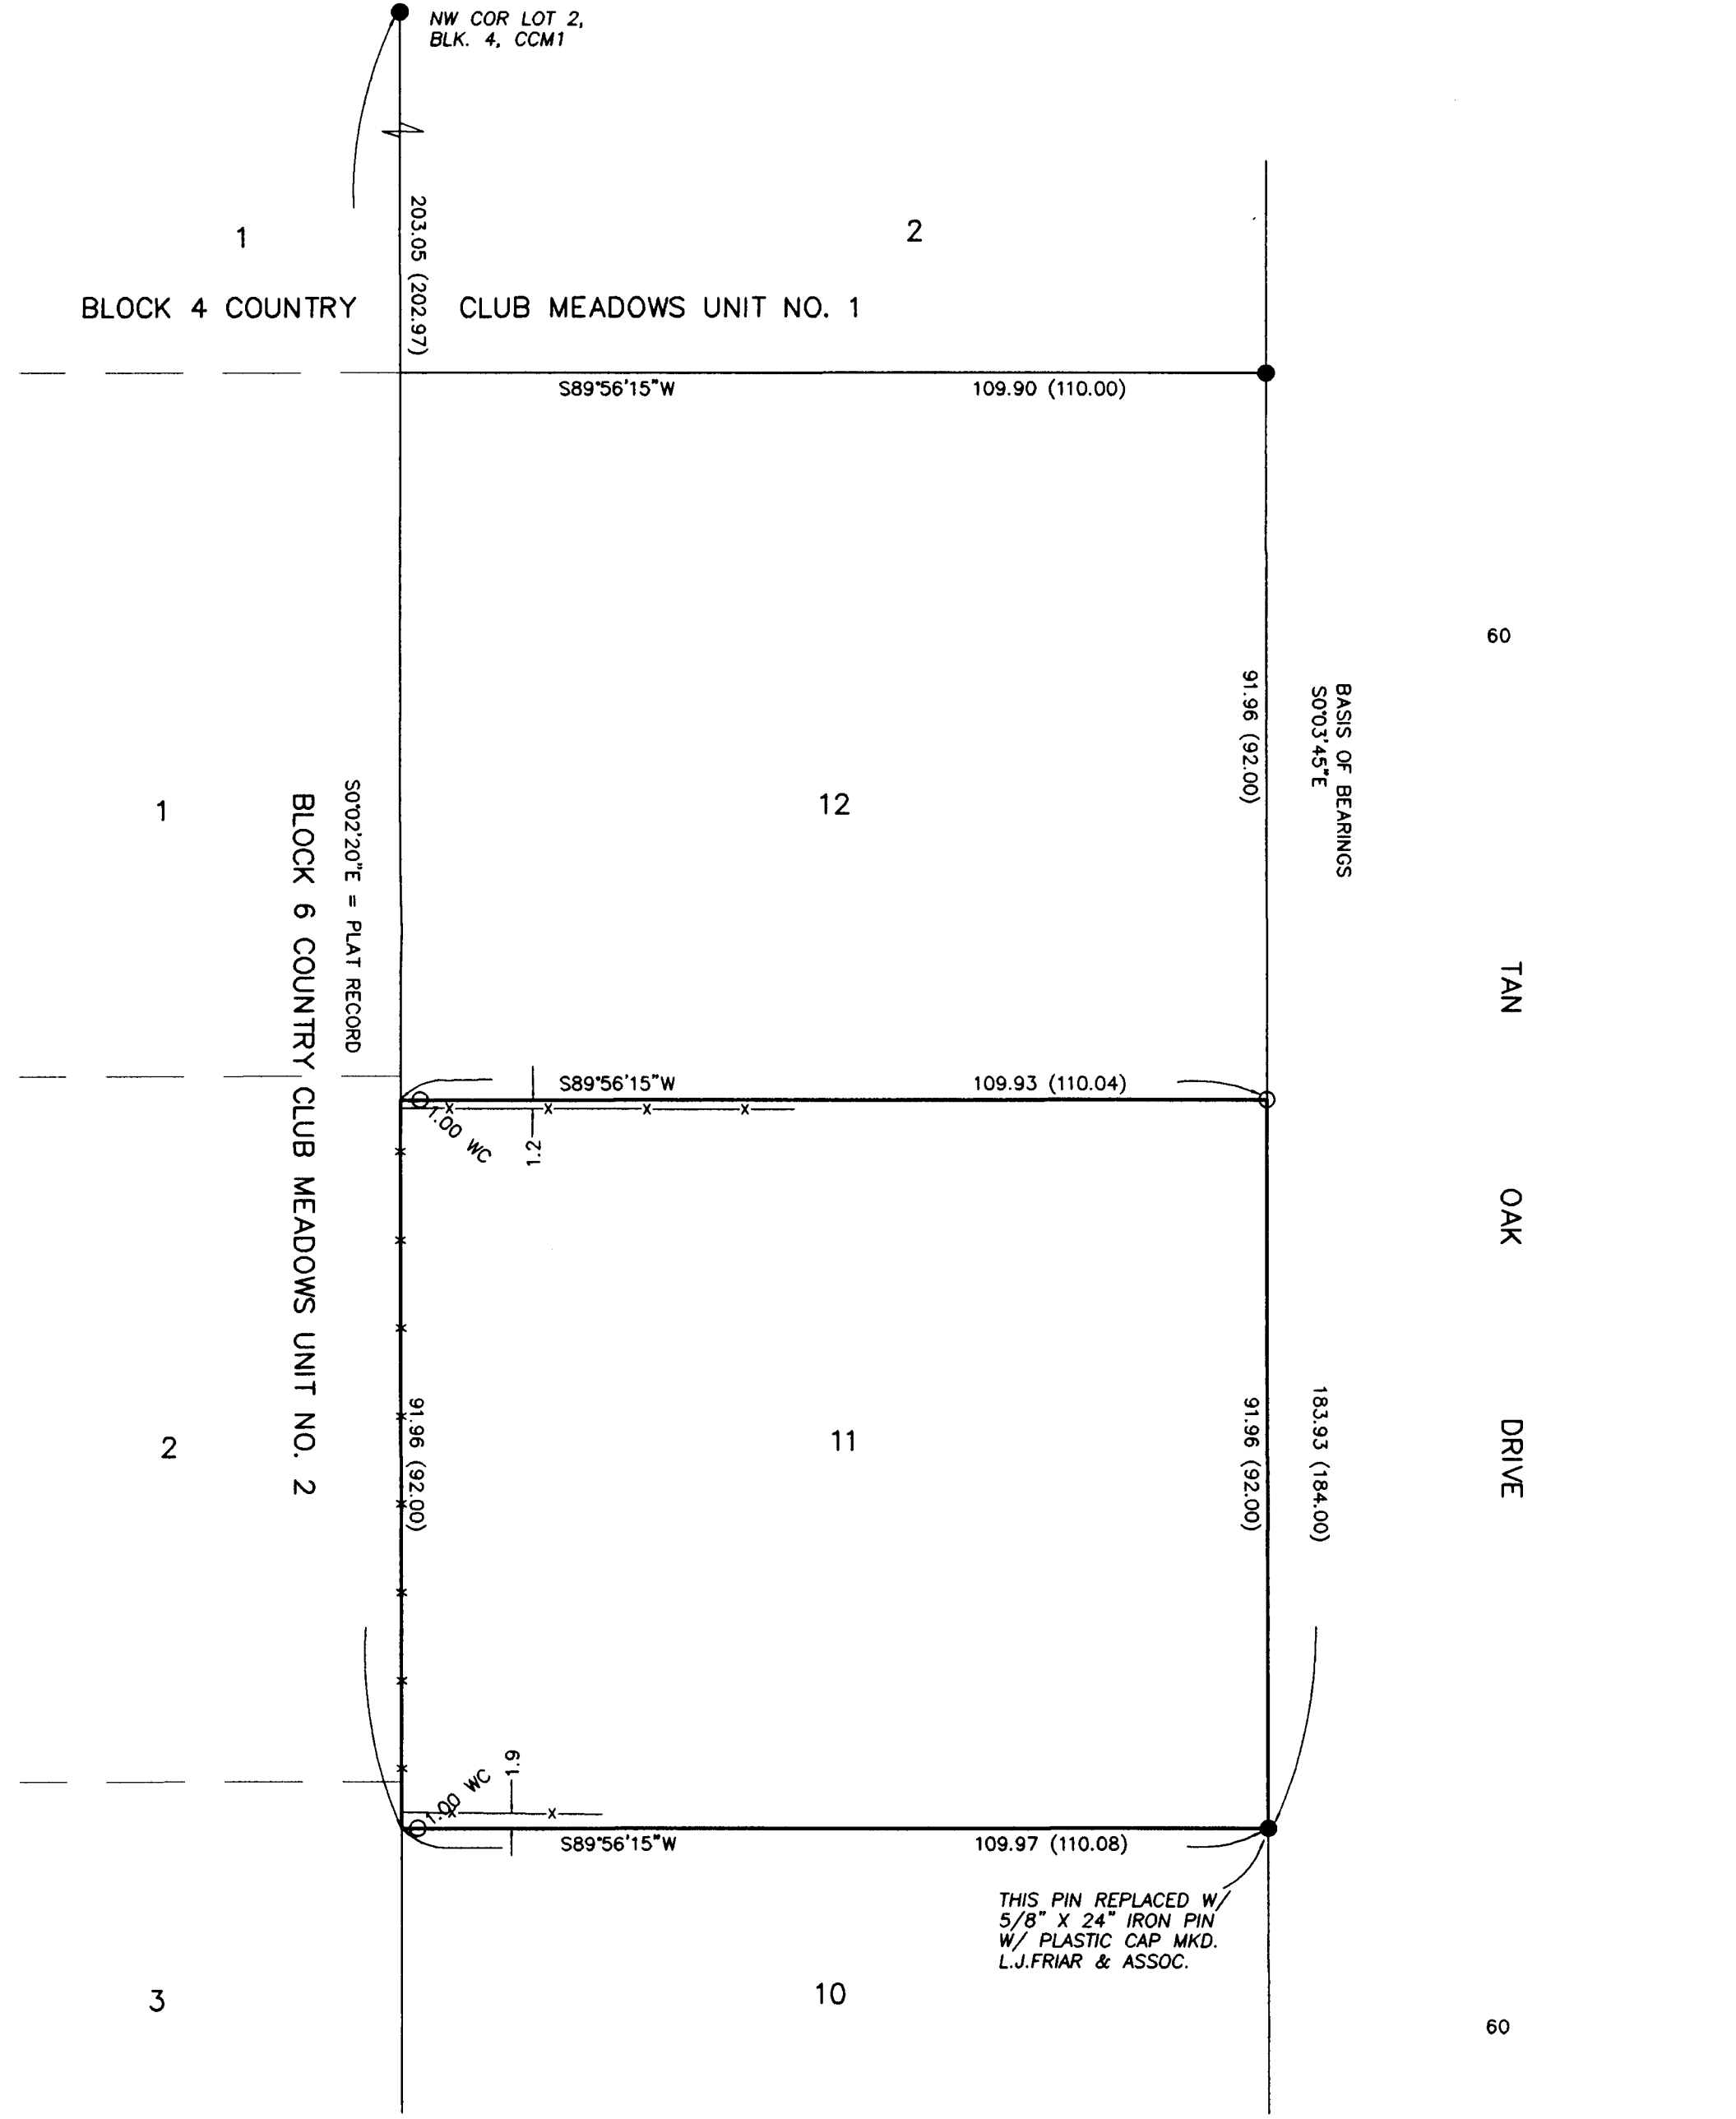 NW COR LOT 2,
BLK. 4, CCM1
203.05 (202.97)
1
2
BLOCK 4 COUNTRY CLUB MEADOWS UNIT NO. 1
S89°56'15"W
109.90 (110.00)
60
91.96 (92.00)
BASIS OF BEARINGS
S0°03'45"E
1
12
S0°02'20"E = PLAT RECORD
BLOCK 6 COUNTRY CLUB MEADOWS UNIT NO. 2
TAN OAK DRIVE
S89°56'15"W
109.93 (110.04)
1.00 WC
1.2
2
91.96 (92.00)
11
91.96 (92.00)
183.93 (184.00)
1.9
1.00 WC
S89°56'15"W
109.97 (110.08)
THIS PIN REPLACED W/
5/8" X 24" IRON PIN
W/ PLASTIC CAP MKD.
L.J.FRIAR & ASSOC.
3
10
60